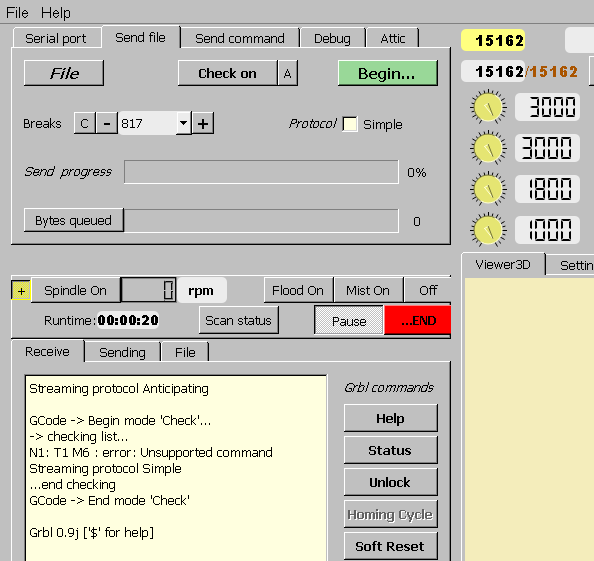 File Help
Serial port Send file Send command Debug Attic
15162
File Check on A Begin...
15162/15162
3000
Breaks C - 817 + Protocol Simple
3000
Send progress 0%
1800
Bytes queued 0
1000
Viewer3D Settin
+ Spindle On 0 rpm Flood On Mist On Off
Runtime: 00:00:20 Scan status Pause ...END
Receive Sending File
Streaming protocol Anticipating
Grbl commands
GCode -> Begin mode 'Check'...
Help
-> checking list...
N1: T1 M6 : error: Unsupported command
Status
Streaming protocol Simple
...end checking
Unlock
GCode -> End mode 'Check'
Homing Cycle
Grbl 0.9j ['$' for help]
Soft Reset